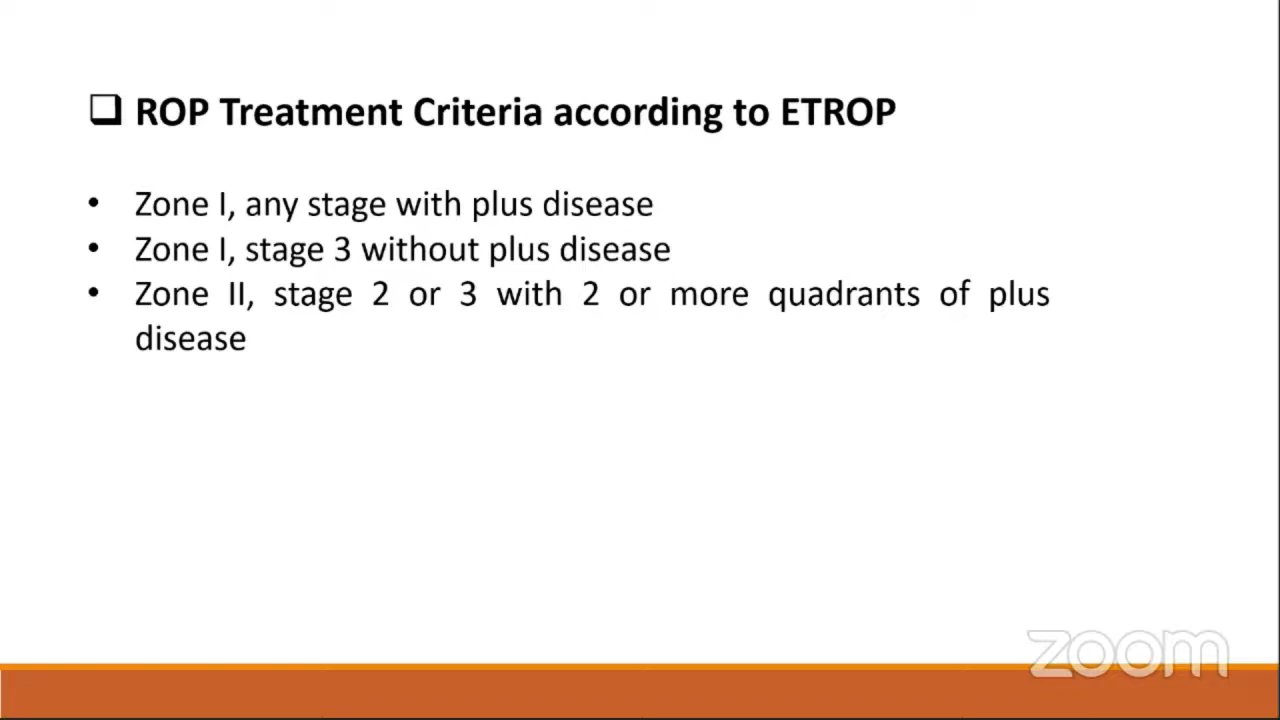 ❑ ROP Treatment Criteria according to ETROP
• Zone I, any stage with plus disease
• Zone I, stage 3 without plus disease
• Zone II, stage 2 or 3 with 2 or more quadrants of plus
disease
zoom